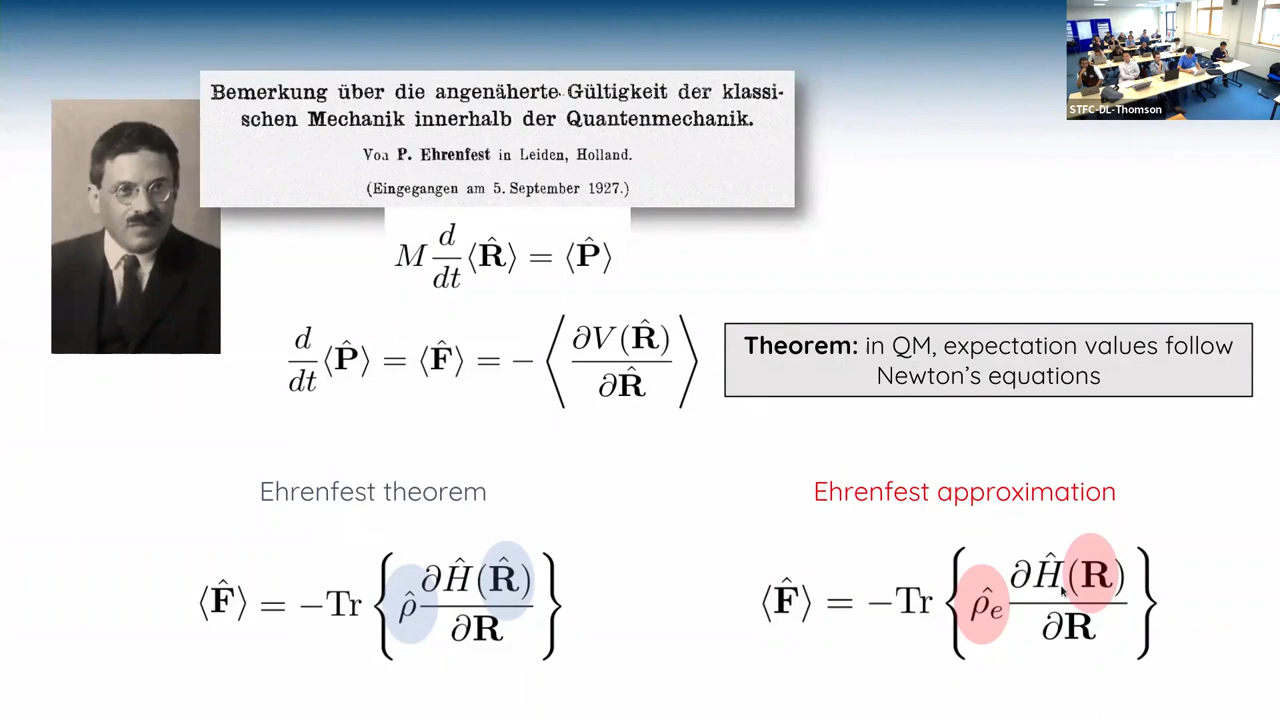 STFC-DL-Thomson
Bemerkung über die angenäherte Gültigkeit der klassi-
schen Mechanik innerhalb der Quantenmechanik.
Von P. Ehrenfest in Leiden, Holland.
(Eingegangen am 5. September 1927.)
M d/dt ⟨R̂⟩ = ⟨P̂⟩
d/dt ⟨P̂⟩ = ⟨F̂⟩ = − ⟨ ∂V(R̂) / ∂R̂ ⟩
Theorem: in QM, expectation values follow
Newton's equations
Ehrenfest theorem
Ehrenfest approximation
⟨F̂⟩ = −Tr { ρ̂ ∂Ĥ(R̂) / ∂R }
⟨F̂⟩ = −Tr { ρ̂ₑ ∂Ĥ(R) / ∂R }